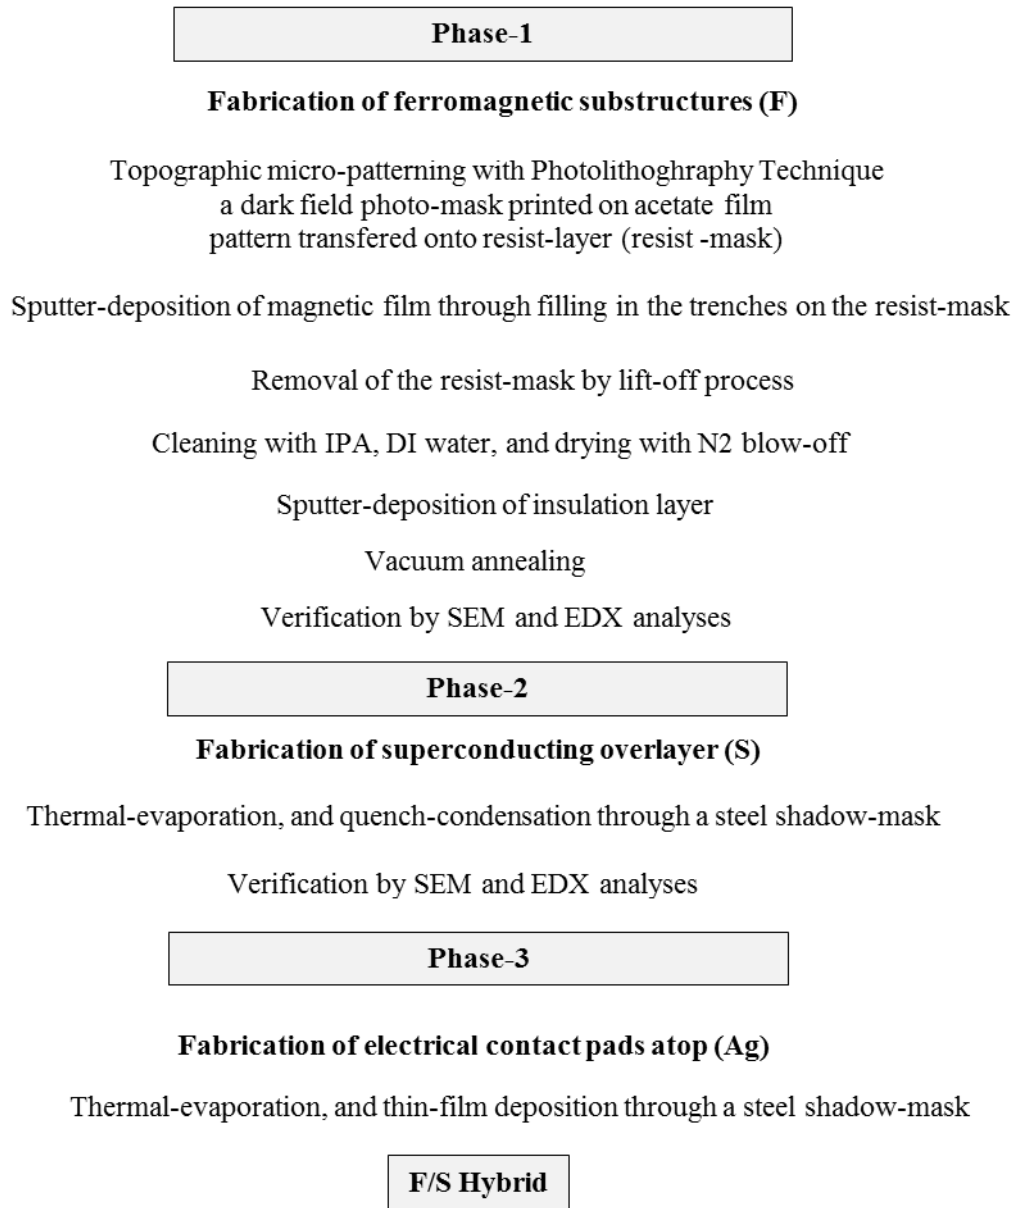 Phase-1
Fabrication of ferromagnetic substructures (F)
Topographic micro-patterning with Photolithoghraphy Technique
a dark field photo-mask printed on acetate film
pattern transfered onto resist-layer (resist -mask)
Sputter-deposition of magnetic film through filling in the trenches on the resist-mask
Removal of the resist-mask by lift-off process
Cleaning with IPA, DI water, and drying with N2 blow-off
Sputter-deposition of insulation layer
Vacuum annealing
Verification by SEM and EDX analyses
Phase-2
Fabrication of superconducting overlayer (S)
Thermal-evaporation, and quench-condensation through a steel shadow-mask
Verification by SEM and EDX analyses
Phase-3
Fabrication of electrical contact pads atop (Ag)
Thermal-evaporation, and thin-film deposition through a steel shadow-mask
F/S Hybrid